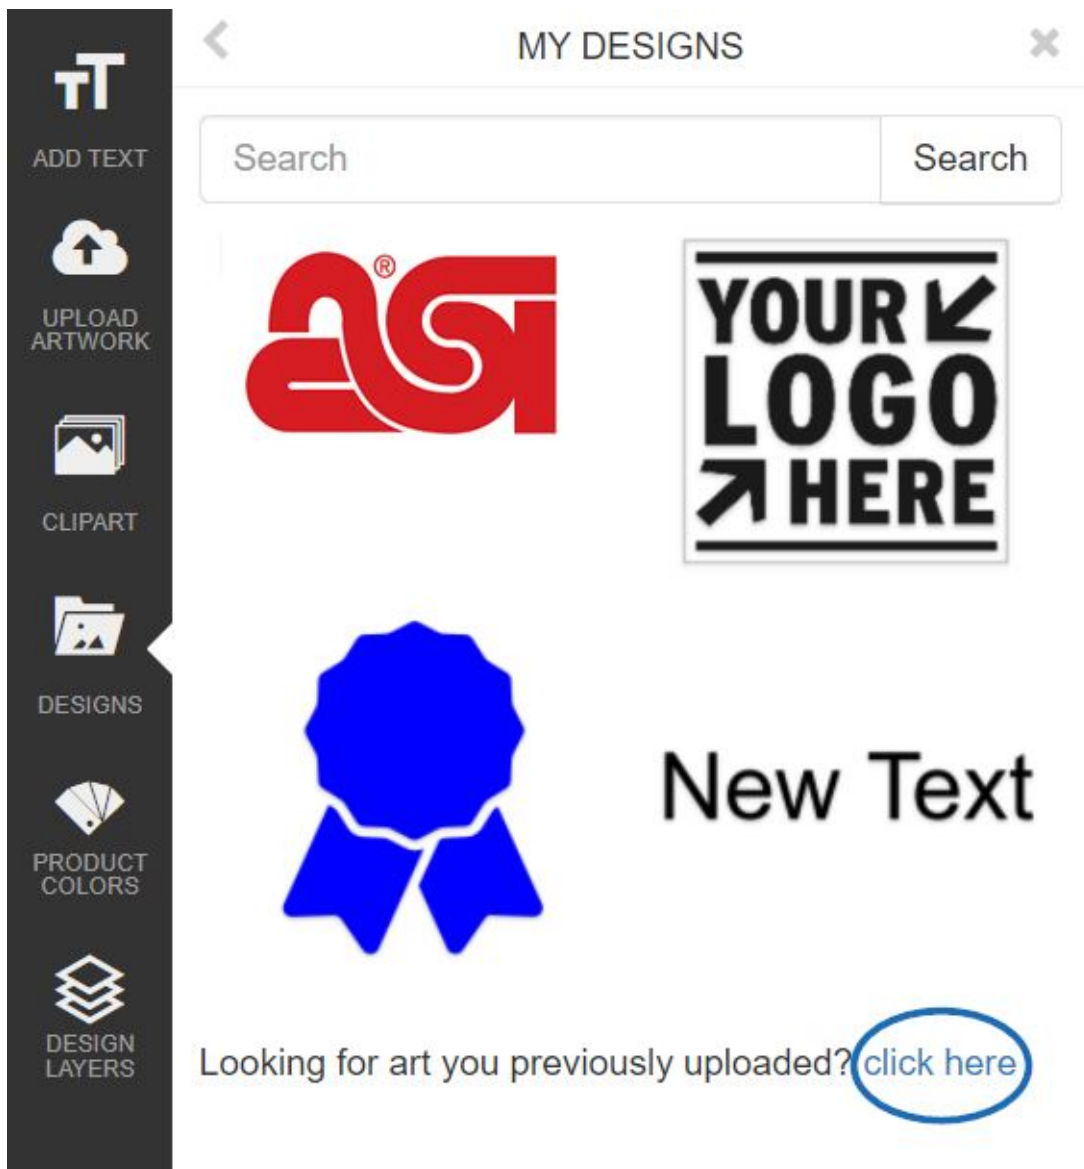 MY DESIGNS
Search
Search
ADD TEXT
UPLOAD
ARTWORK
CLIPART
DESIGNS
PRODUCT
COLORS
DESIGN
LAYERS
asi®
YOUR
LOGO
HERE
New Text
Looking for art you previously uploaded? click here